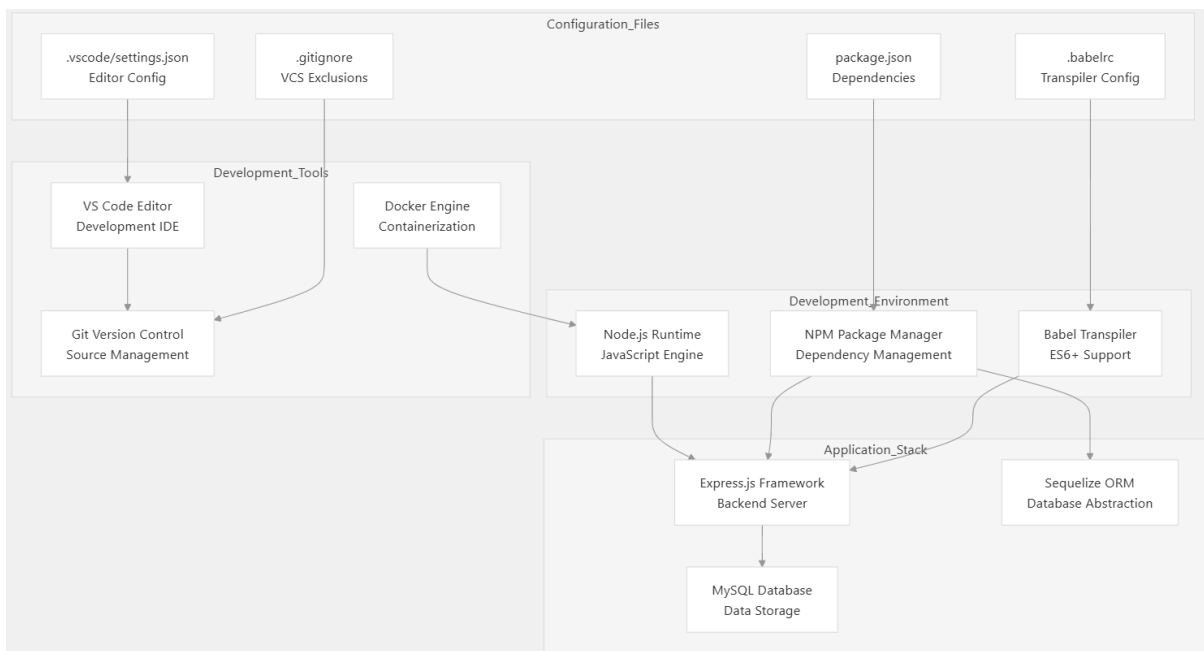 Configuration_Files
.vscode/settings.json
Editor Config
.gitignore
VCS Exclusions
package.json
Dependencies
.babelrc
Transpiler Config
Development_Tools
VS Code Editor
Development IDE
Docker Engine
Containerization
Git Version Control
Source Management
Development_Environment
Node.js Runtime
JavaScript Engine
NPM Package Manager
Dependency Management
Babel Transpiler
ES6+ Support
Application_Stack
Express.js Framework
Backend Server
Sequelize ORM
Database Abstraction
MySQL Database
Data Storage